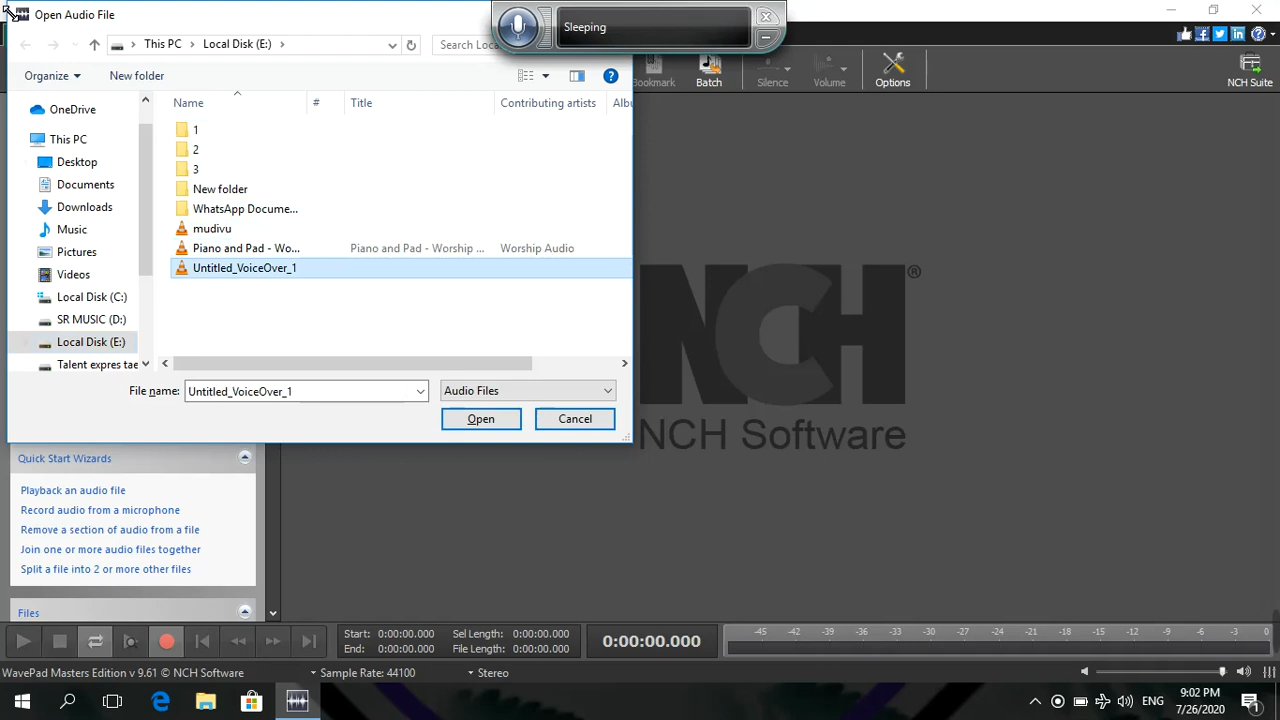 Open Audio File
Sleeping
This PC > Local Disk (E:) >
Search Loc
Organize
New folder
Bookmark
Batch
Silence
Volume
Options
NCH Suite
Name
#
Title
Contributing artists
Albu
OneDrive
This PC
Desktop
Documents
Downloads
Music
Pictures
Videos
Local Disk (C:)
SR MUSIC (D:)
Local Disk (E:)
Talent expres tae
1
2
3
New folder
WhatsApp Docume...
mudivu
Piano and Pad - Wo...
Piano and Pad - Worship ...
Worship Audio
Untitled_VoiceOver_1
File name:
Untitled_VoiceOver_1
Audio Files
Open
Cancel
NCH®
NCH Software
Quick Start Wizards
Playback an audio file
Record audio from a microphone
Remove a section of audio from a file
Join one or more audio files together
Split a file into 2 or more other files
Files
Start: 0:00:00.000
End: 0:00:00.000
Sel Length: 0:00:00.000
File Length: 0:00:00.000
0:00:00.000
-45 -42 -39 -36 -33 -30 -27 -24 -21 -18 -15 -12 -9 -6 -3 0
WavePad Masters Edition v 9.61 © NCH Software
Sample Rate: 44100
Stereo
ENG
9:02 PM
7/26/2020
1